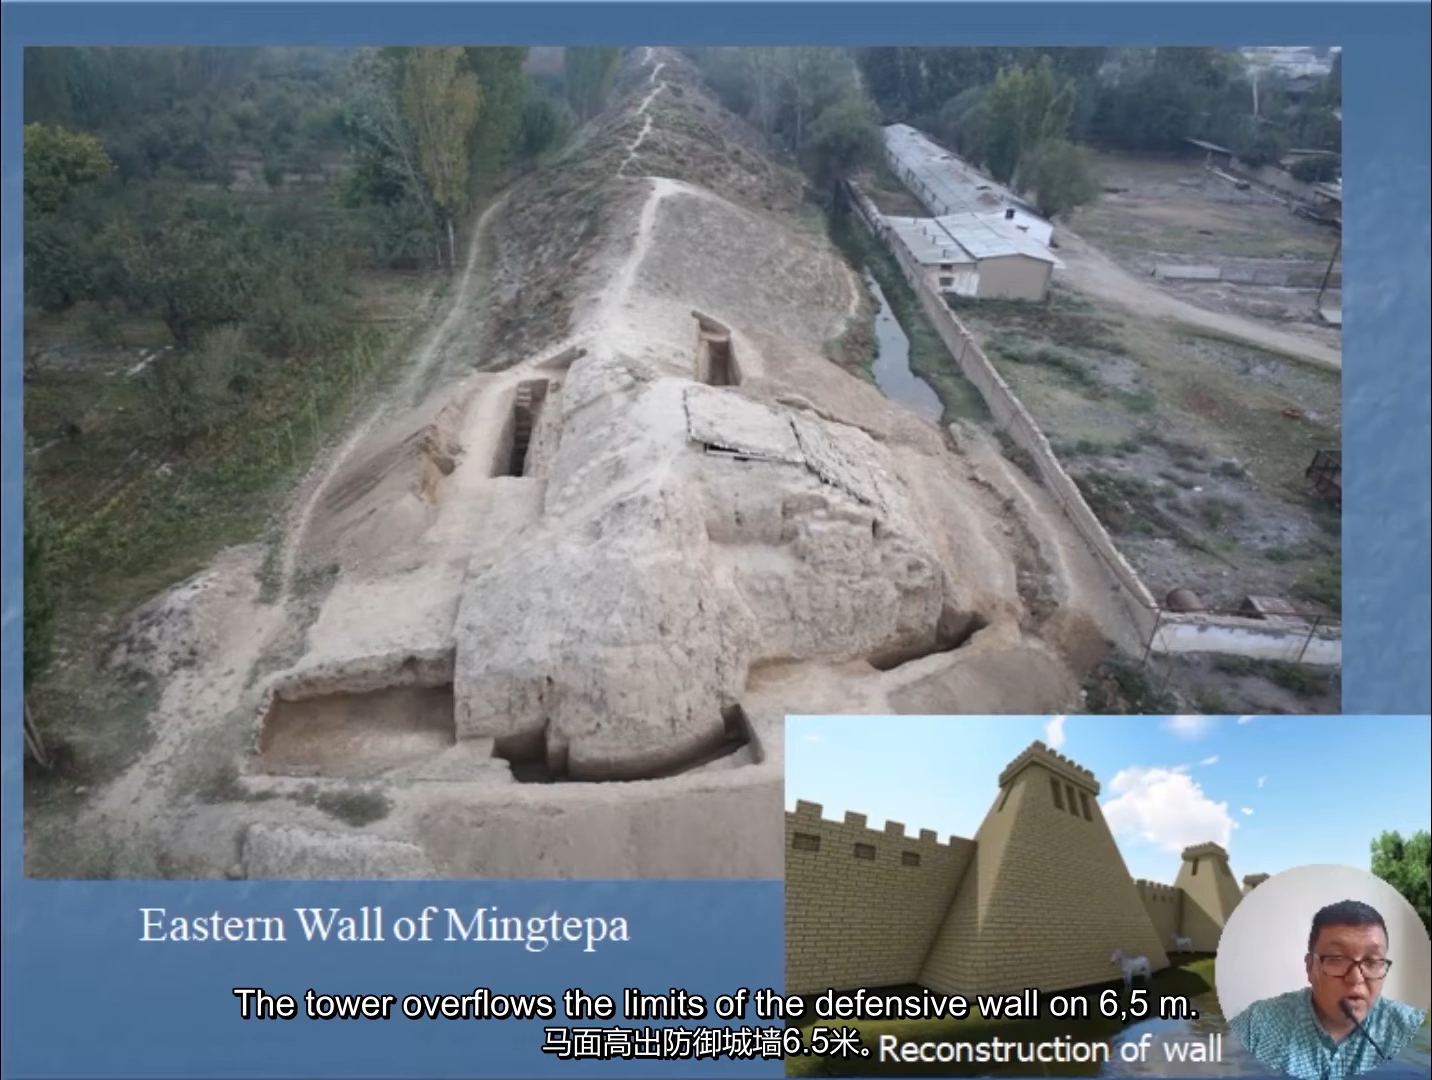 Eastern Wall of Mingtepa
The tower overflows the limits of the defensive wall on 6,5 m.
马面高出防御城墙6.5米。
Reconstruction of wall